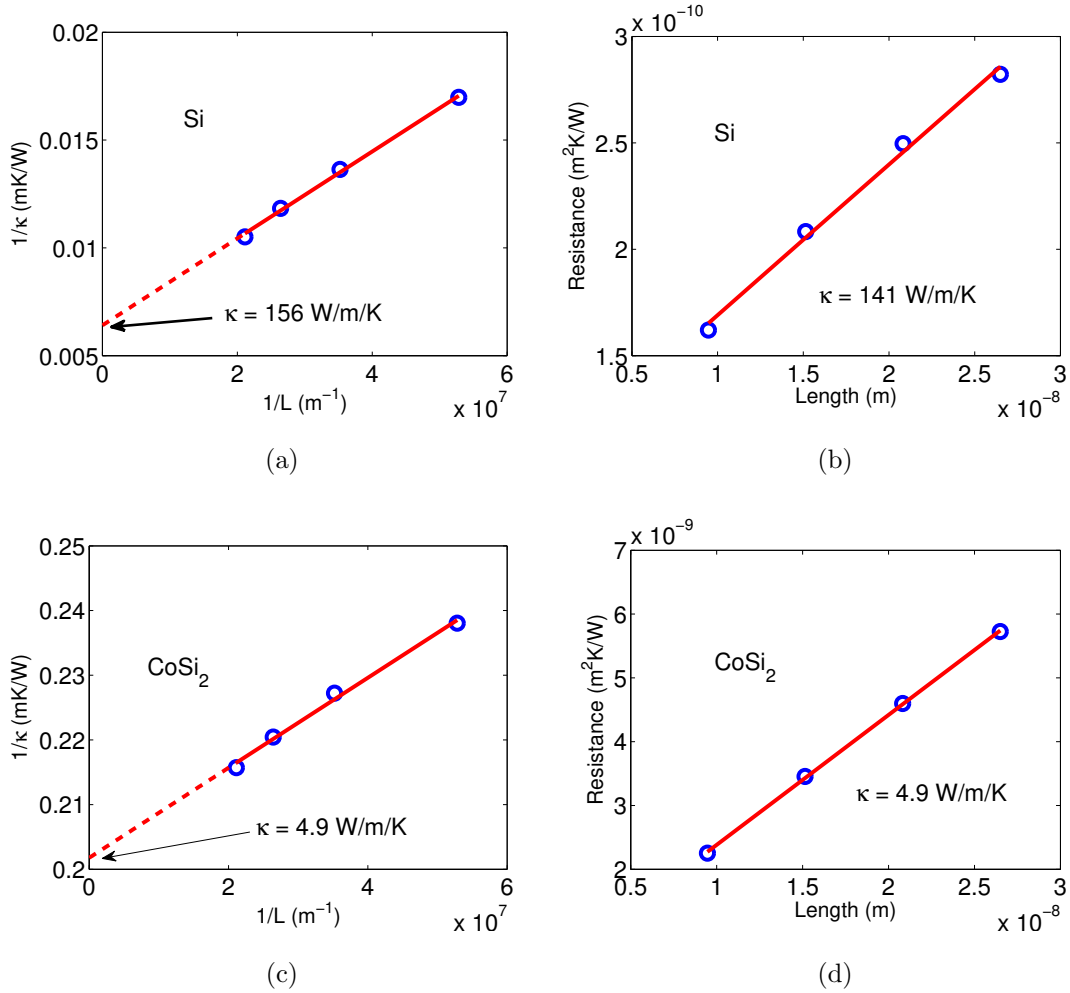 0.02
0.015
0.01
0.005
1/κ (mK/W)
Si
κ = 156 W/m/K
0 2 4 6
1/L (m⁻¹)
x 10⁷
(a)
x 10⁻¹⁰
3
2.5
2
1.5
Resistance (m²K/W)
Si
κ = 141 W/m/K
0.5 1 1.5 2 2.5 3
Length (m)
x 10⁻⁸
(b)
0.25
0.24
0.23
0.22
0.21
0.2
1/κ (mK/W)
CoSi₂
κ = 4.9 W/m/K
0 2 4 6
1/L (m⁻¹)
x 10⁷
(c)
x 10⁻⁹
7
6
5
4
3
2
Resistance (m²K/W)
CoSi₂
κ = 4.9 W/m/K
0.5 1 1.5 2 2.5 3
Length (m)
x 10⁻⁸
(d)